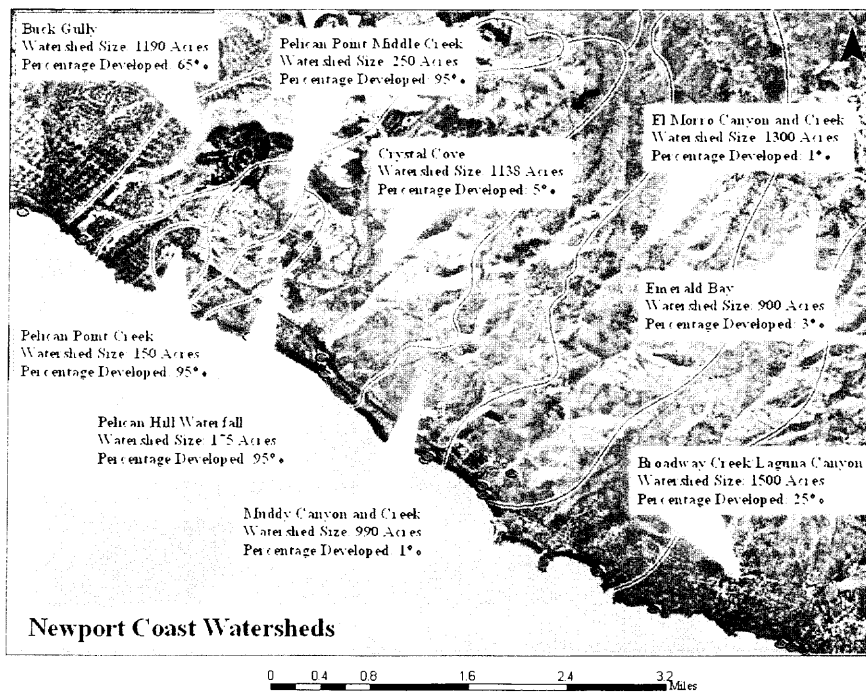 Buck Gully
Watershed Size: 1190 Acres
Percentage Developed: 65%
Pelican Point Middle Creek
Watershed Size: 250 Acres
Percentage Developed: 95%
El Morro Canyon and Creek
Watershed Size: 1300 Acres
Percentage Developed: 1%
Crystal Cove
Watershed Size: 1138 Acres
Percentage Developed: 5%
Emerald Bay
Watershed Size: 900 Acres
Percentage Developed: 3%
Pelican Point Creek
Watershed Size: 150 Acres
Percentage Developed: 95%
Pelican Hill Waterfall
Watershed Size: 175 Acres
Percentage Developed: 95%
Broadway Creek/Laguna Canyon
Watershed Size: 1500 Acres
Percentage Developed: 25%
Muddy Canyon and Creek
Watershed Size: 990 Acres
Percentage Developed: 1%
Newport Coast Watersheds
0 0.4 0.8 1.6 2.4 3.2 Miles